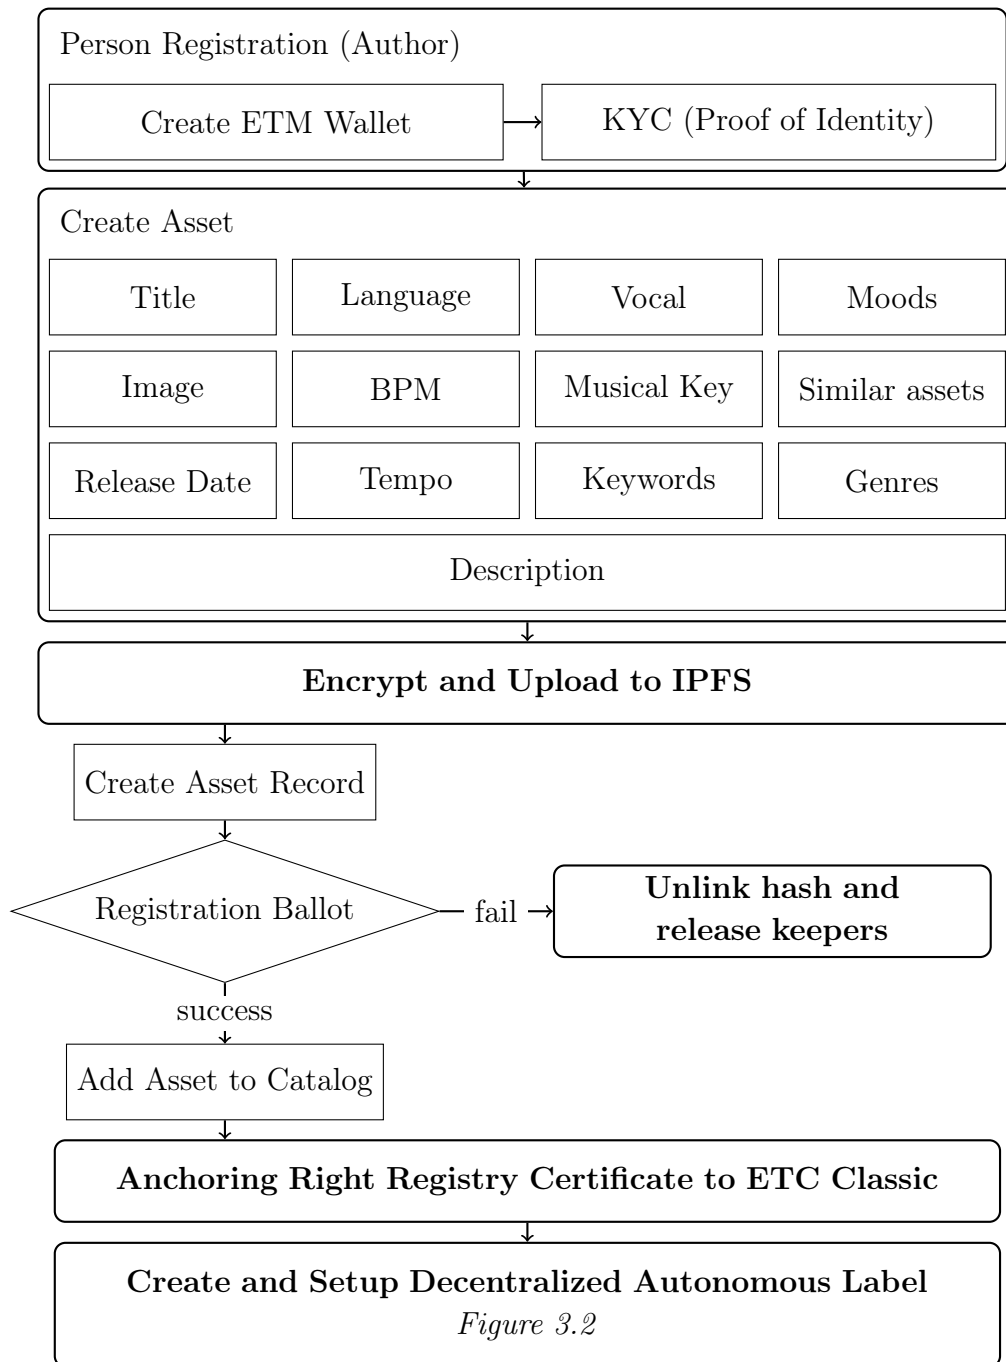 Person Registration (Author)
Create ETM Wallet
KYC (Proof of Identity)
Create Asset
Title
Language
Vocal
Moods
Image
BPM
Musical Key
Similar assets
Release Date
Tempo
Keywords
Genres
Description
Encrypt and Upload to IPFS
Create Asset Record
Registration Ballot
fail
Unlink hash and
release keepers
success
Add Asset to Catalog
Anchoring Right Registry Certificate to ETC Classic
Create and Setup Decentralized Autonomous Label
Figure 3.2